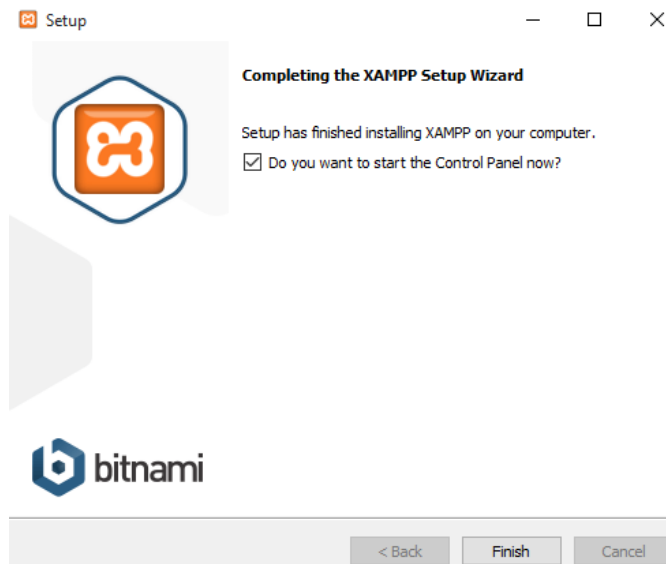 Setup
Completing the XAMPP Setup Wizard
Setup has finished installing XAMPP on your computer.
Do you want to start the Control Panel now?
bitnami
< Back
Finish
Cancel